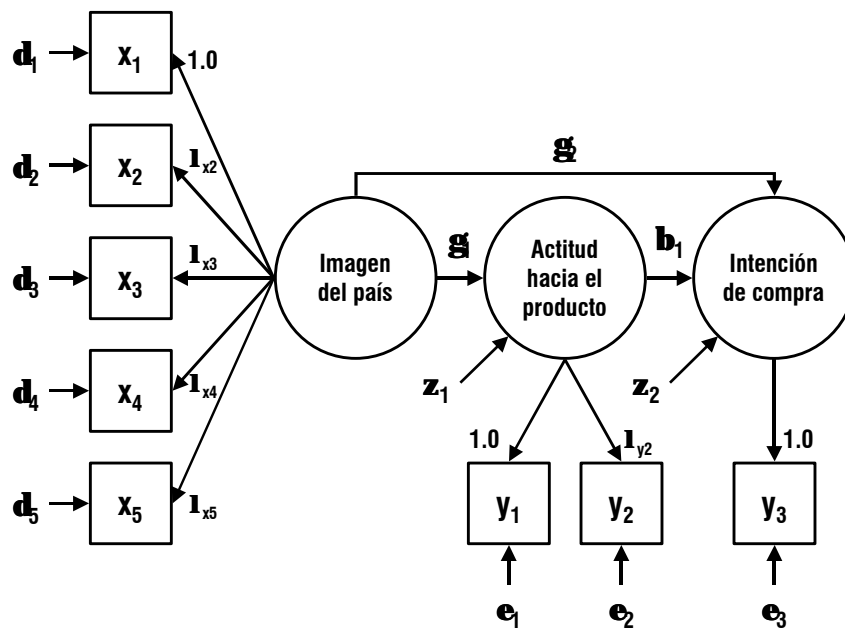 d1
x1
1.0
d2
x2
lx2
d3
x3
lx3
d4
x4
lx4
d5
x5
lx5
g2
Imagen
del país
g1
Actitud
hacia el
producto
b1
Intención
de compra
z1
z2
1.0
ly2
1.0
y1
y2
y3
e1
e2
e3